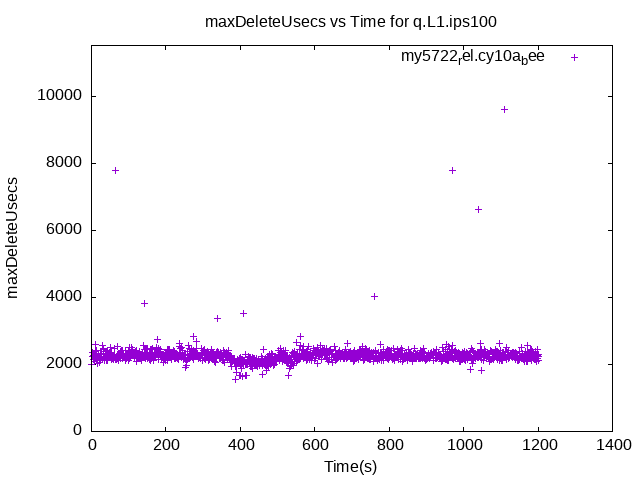 maxDeleteUsecs vs Time for q.L1.ips100
my5722rel.cy10abee
maxDeleteUsecs
10000
8000
6000
4000
2000
0
0 200 400 600 800 1000 1200 1400
Time(s)